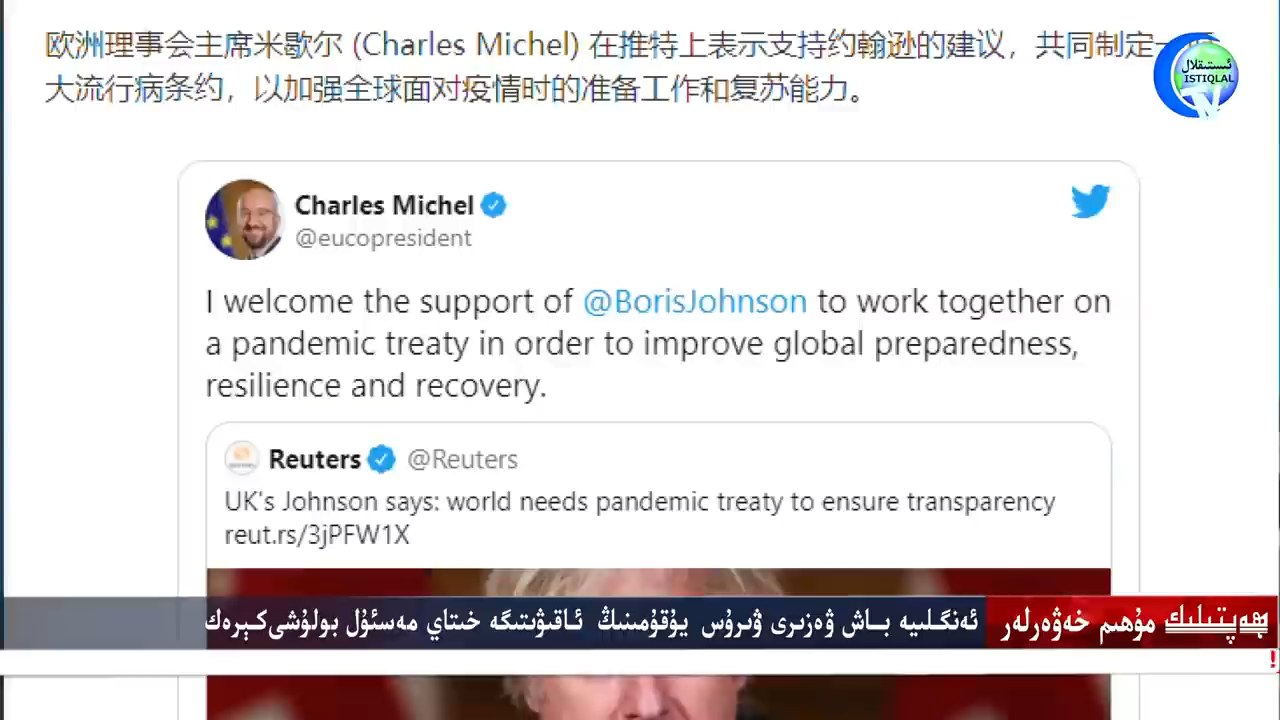 欧洲理事会主席米歇尔 (Charles Michel) 在推特上表示支持约翰逊的建议，共同制定一项
大流行病条约，以加强全球面对疫情时的准备工作和复苏能力。
ئىستىقلال
ISTIQLAL
Charles Michel
@eucopresident
I welcome the support of @BorisJohnson to work together on
a pandemic treaty in order to improve global preparedness,
resilience and recovery.
Reuters @Reuters
UK's Johnson says: world needs pandemic treaty to ensure transparency
reut.rs/3jPFW1X
ھەپتىلىك مۇھىم خەۋەرلەر
ئەنگلىيە باش ۋەزىرى ۋىرۇس يۇقۇمىنىڭ ئاقىۋىتىگە خىتاي مەسئۇل بولۇشى كېرەك
!